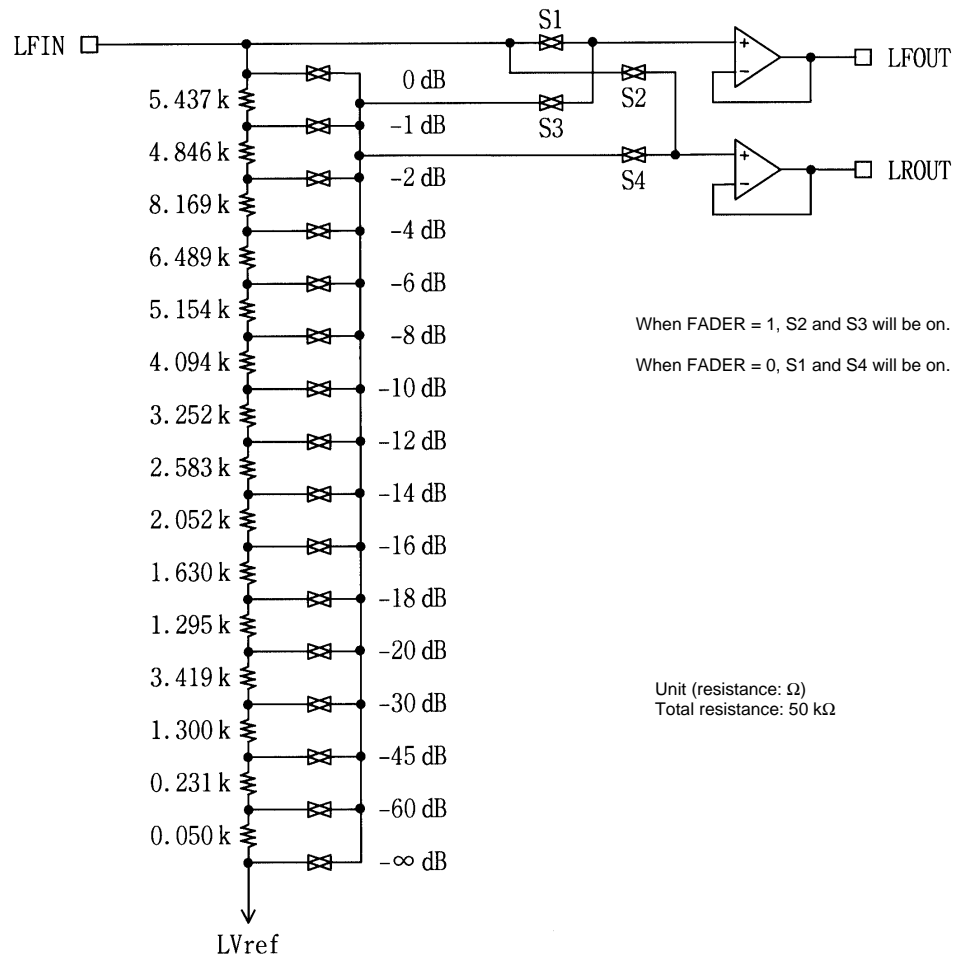 S1
LFIN
LFOUT
0 dB
S2
5.437 k
S3
-1 dB
4.846 k
-2 dB
S4
LROUT
8.169 k
-4 dB
6.489 k
-6 dB
5.154 k
When FADER = 1, S2 and S3 will be on.
-8 dB
4.094 k
When FADER = 0, S1 and S4 will be on.
-10 dB
3.252 k
-12 dB
2.583 k
-14 dB
2.052 k
-16 dB
1.630 k
-18 dB
1.295 k
-20 dB
3.419 k
Unit (resistance: Ω)
-30 dB
Total resistance: 50 kΩ
1.300 k
-45 dB
0.231 k
-60 dB
0.050 k
-∞ dB
LVref